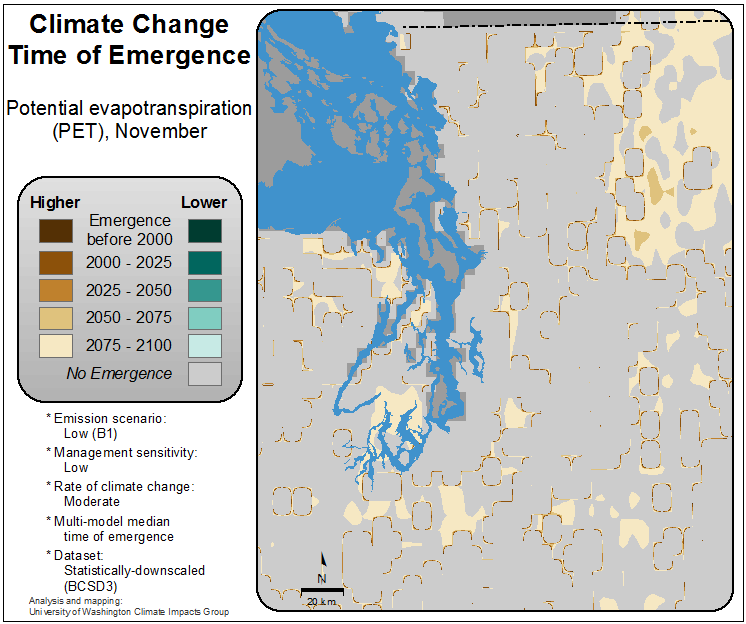 Climate Change
Time of Emergence
Potential evapotranspiration
(PET), November
Higher Lower
Emergence
before 2000
2000 - 2025
2025 - 2050
2050 - 2075
2075 - 2100
No Emergence
* Emission scenario:
Low (B1)
* Management sensitivity:
Low
* Rate of climate change:
Moderate
* Multi-model median
time of emergence
* Dataset:
Statistically-downscaled
(BCSD3)
Analysis and mapping:
University of Washington Climate Impacts Group
N
20 km